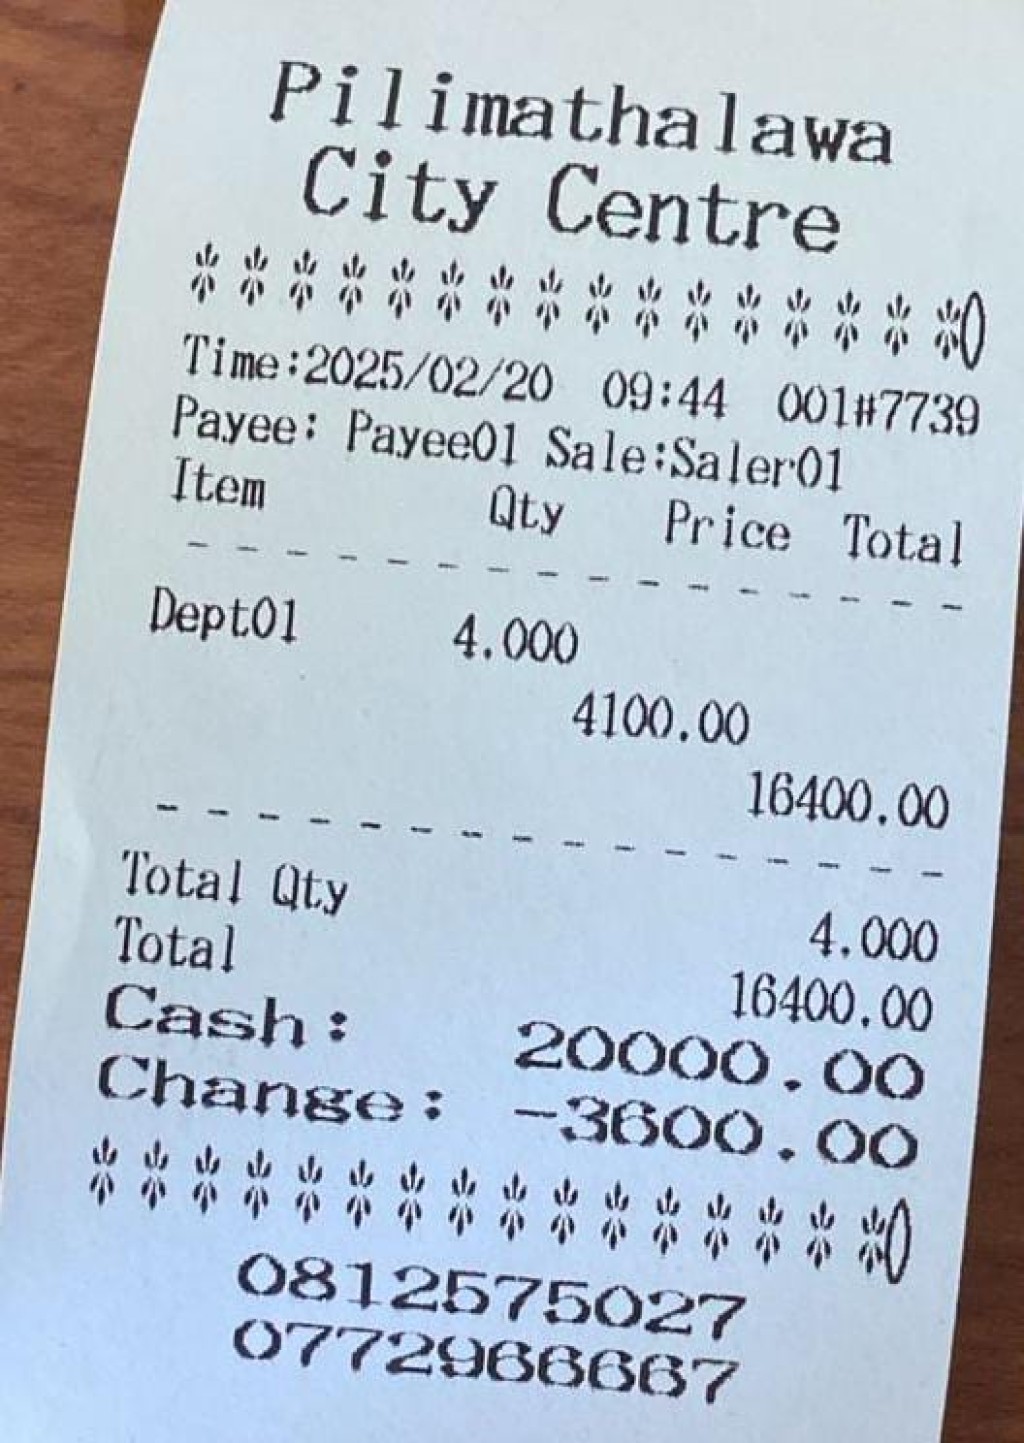 Pilimathalawa
City Centre
Time:2025/02/20 09:44 001#7739
Payee: Payee01 Sale:Saler01
Item Qty Price Total
- - - - - - - - - - - - - - - -
Dept01 4.000
4100.00
16400.00
- - - - - - - - - - - - - - - -
Total Qty 4.000
Total 16400.00
Cash: 20000.00
Change: -3600.00
0812575027
0772966667